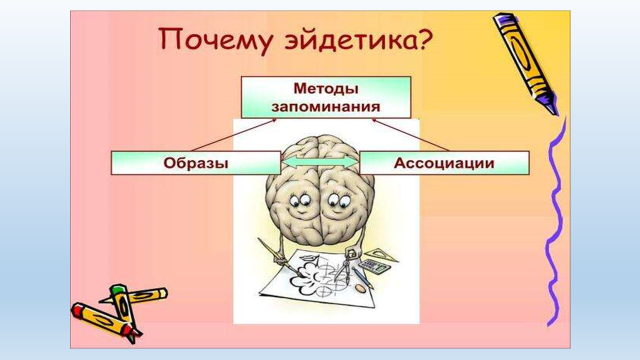 Почему эйдетика?
Методы
запоминания
Образы
Ассоциации